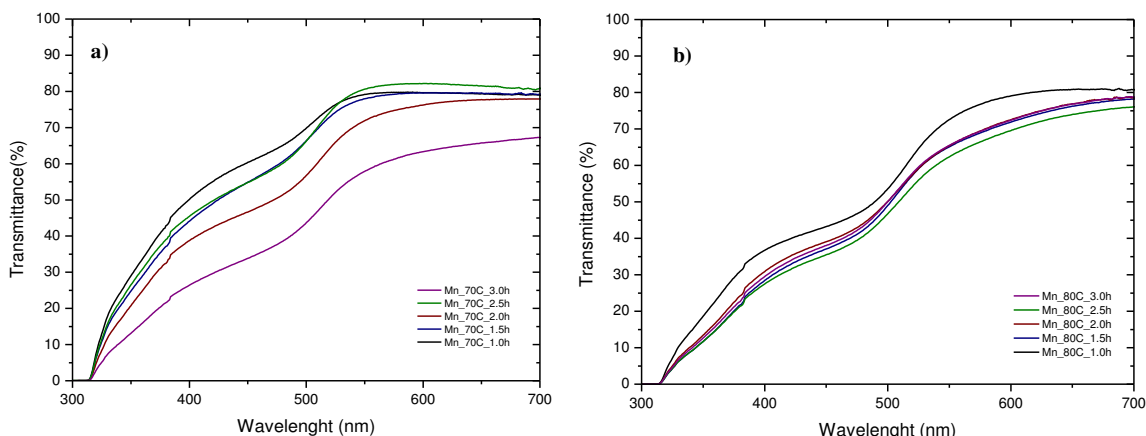 a)
100
90
80
70
60
50
40
30
20
10
0
Transmittance(%)
300
400
500
600
700
Wavelenght (nm)
Mn_70C_3.0h
Mn_70C_2.5h
Mn_70C_2.0h
Mn_70C_1.5h
Mn_70C_1.0h
b)
100
90
80
70
60
50
40
30
20
10
0
Transmittance (%)
300
400
500
600
700
Wavelenght (nm)
Mn_80C_3.0h
Mn_80C_2.5h
Mn_80C_2.0h
Mn_80C_1.5h
Mn_80C_1.0h